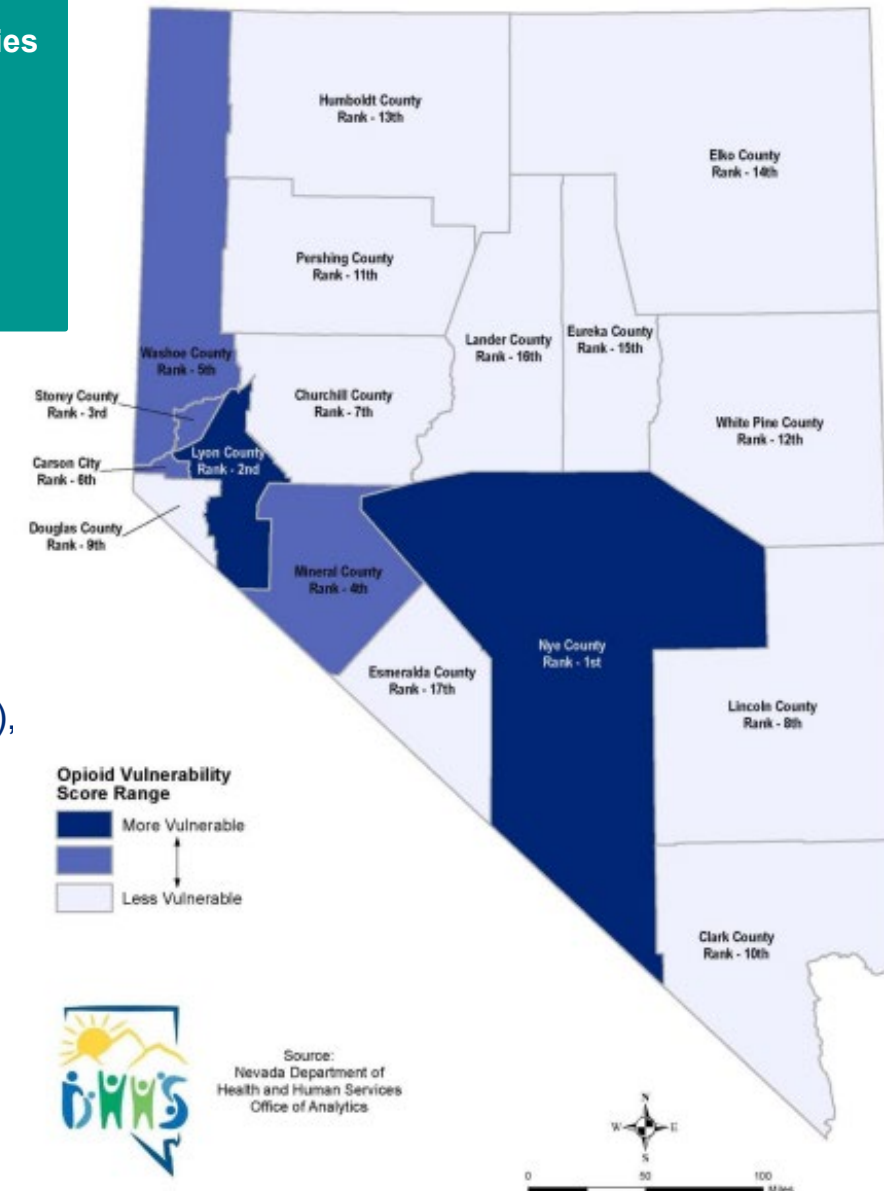 ies
Humboldt County
Rank - 13th
Elko County
Rank - 14th
Pershing County
Rank - 11th
Lander County
Rank - 16th
Eureka County
Rank - 15th
Washoe County
Rank - 5th
Storey County
Rank - 3rd
Churchill County
Rank - 7th
White Pine County
Rank - 12th
Lyon County
Rank - 2nd
Carson City
Rank - 6th
Douglas County
Rank - 9th
Mineral County
Rank - 4th
Nye County
Rank - 1st
Esmeralda County
Rank - 17th
Lincoln County
Rank - 8th
),
Opioid Vulnerability
Score Range
More Vulnerable
Less Vulnerable
Clark County
Rank - 10th
DHHS
Source:
Nevada Department of
Health and Human Services
Office of Analytics
N
W E
S
0 50 100
Miles